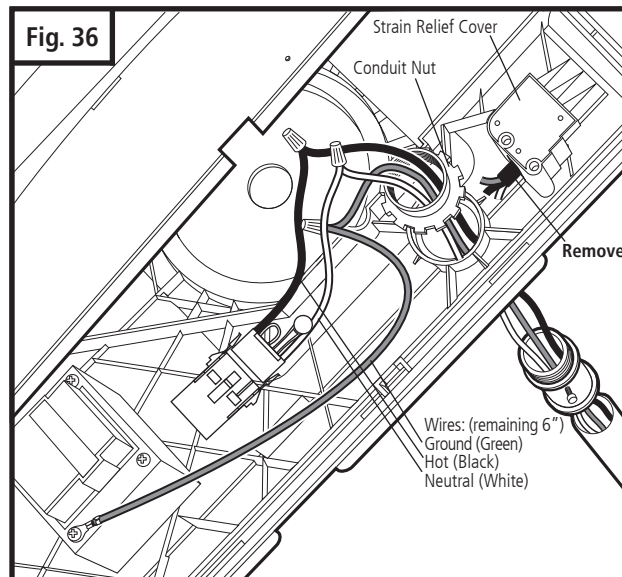 Fig. 36
Strain Relief Cover
Conduit Nut
Remove
Wires: (remaining 6”)
Ground (Green)
Hot (Black)
Neutral (White)